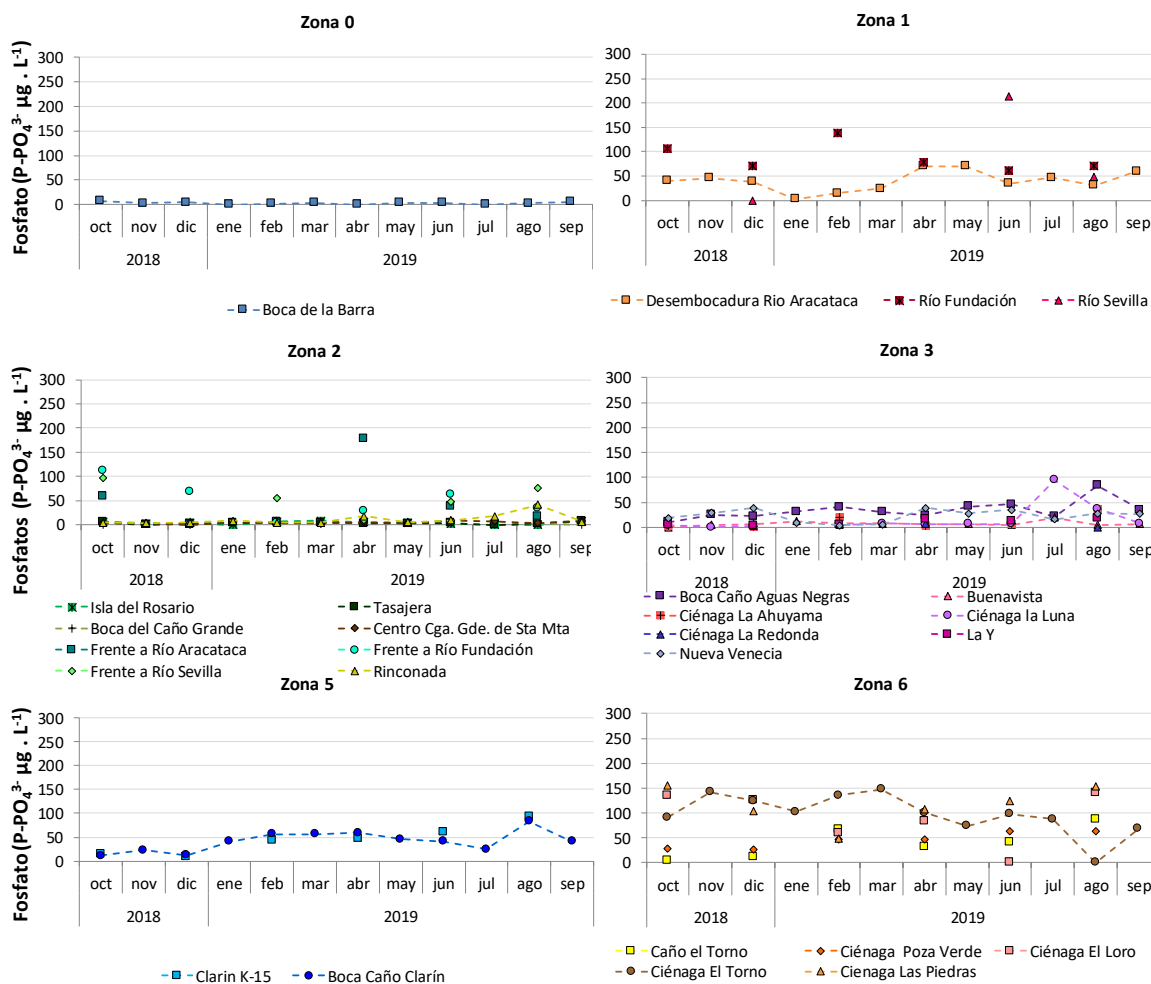 Zona 0
Fosfato (P-PO₄³⁻ µg . L⁻¹)
300
250
200
150
100
50
0
oct nov dic ene feb mar abr may jun jul ago sep
2018 2019
Boca de la Barra
Zona 1
300
250
200
150
100
50
0
oct nov dic ene feb mar abr may jun jul ago sep
2018 2019
Desembocadura Rio Aracataca Río Fundación Río Sevilla
Zona 2
Fosfatos (P-PO₄³⁻ µg . L⁻¹)
300
250
200
150
100
50
0
oct nov dic ene feb mar abr may jun jul ago sep
2018 2019
Isla del Rosario Tasajera
Boca del Caño Grande Centro Cga. Gde. de Sta Mta
Frente a Río Aracataca Frente a Río Fundación
Frente a Río Sevilla Rinconada
Zona 3
300
250
200
150
100
50
0
oct nov dic ene feb mar abr may jun jul ago sep
2018 2019
Boca Caño Aguas Negras Buenavista
Ciénaga La Ahuyama Ciénaga la Luna
Ciénaga La Redonda La Y
Nueva Venecia
Zona 5
Fosfato (P-PO₄³⁻ µg . L⁻¹)
300
250
200
150
100
50
0
oct nov dic ene feb mar abr may jun jul ago sep
2018 2019
Clarin K-15 Boca Caño Clarín
Zona 6
300
250
200
150
100
50
0
oct nov dic ene feb mar abr may jun jul ago sep
2018 2019
Caño el Torno Ciénaga Poza Verde Ciénaga El Loro
Ciénaga El Torno Cienaga Las Piedras